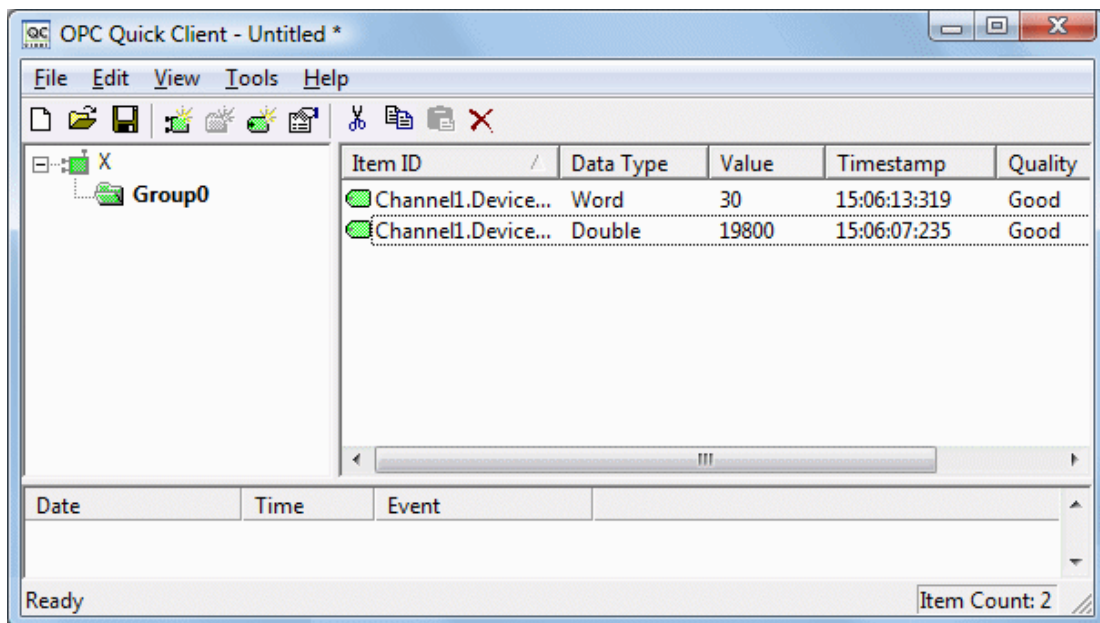 OPC Quick Client - Untitled *
File Edit View Tools Help
X
Group0
Item ID Data Type Value Timestamp Quality
Channel1.Device... Word 30 15:06:13:319 Good
Channel1.Device... Double 19800 15:06:07:235 Good
Date Time Event
Ready Item Count: 2